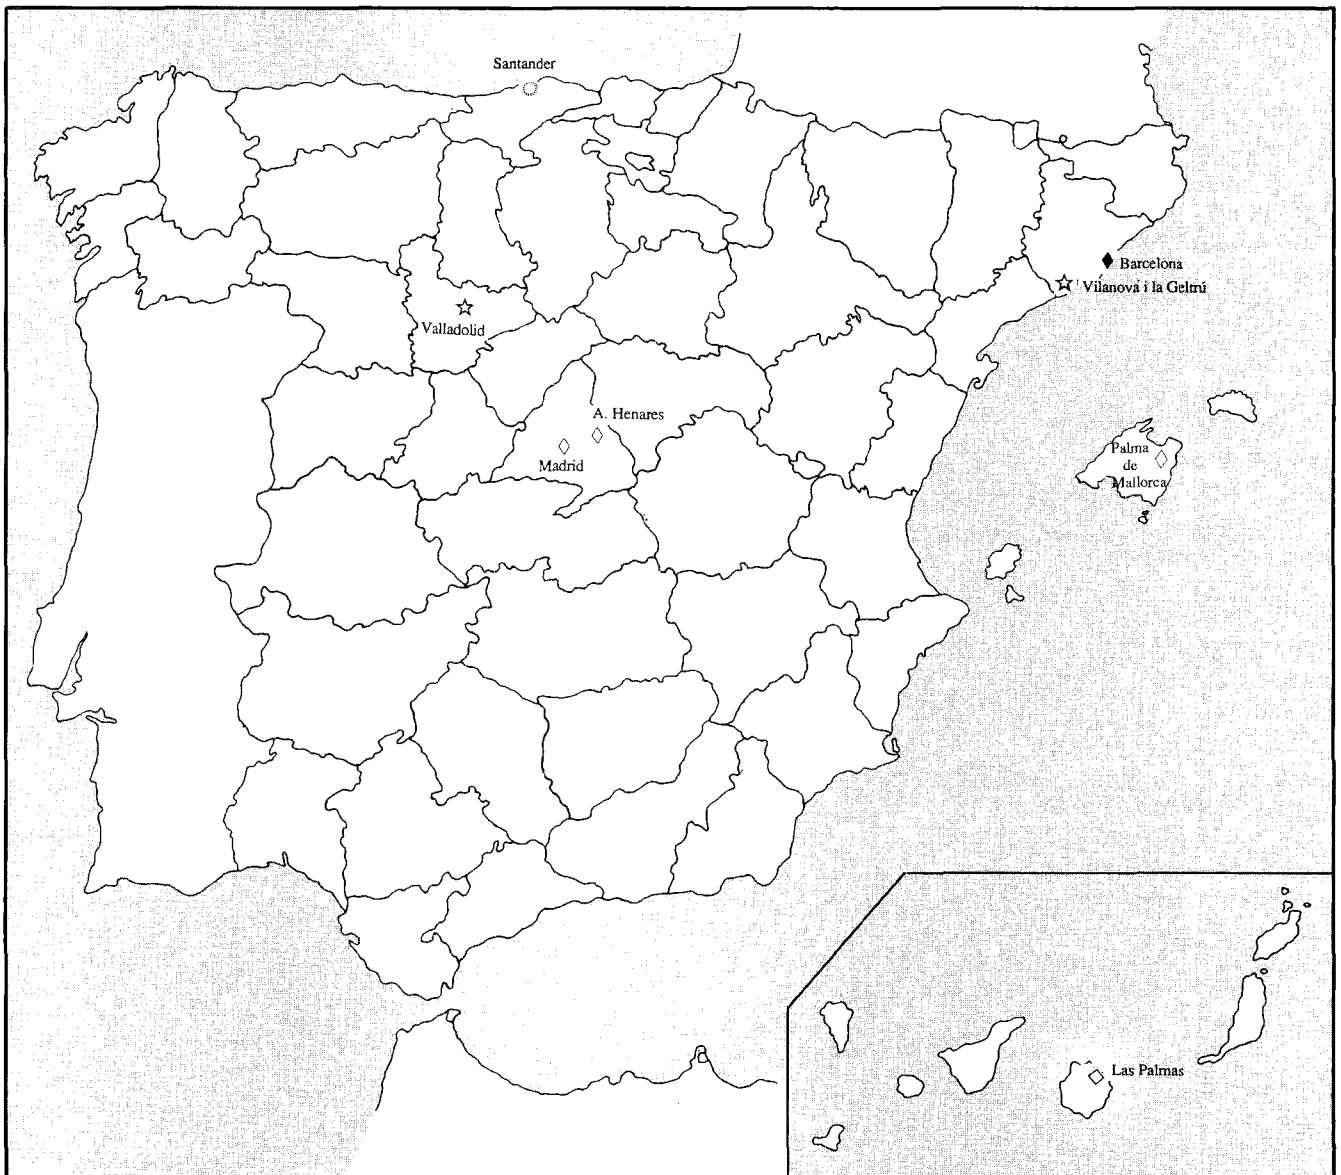 Santander
Barcelona
Vilanova i la Geltrú
Valladolid
A. Henares
Madrid
Palma
de
Mallorca
Las Palmas